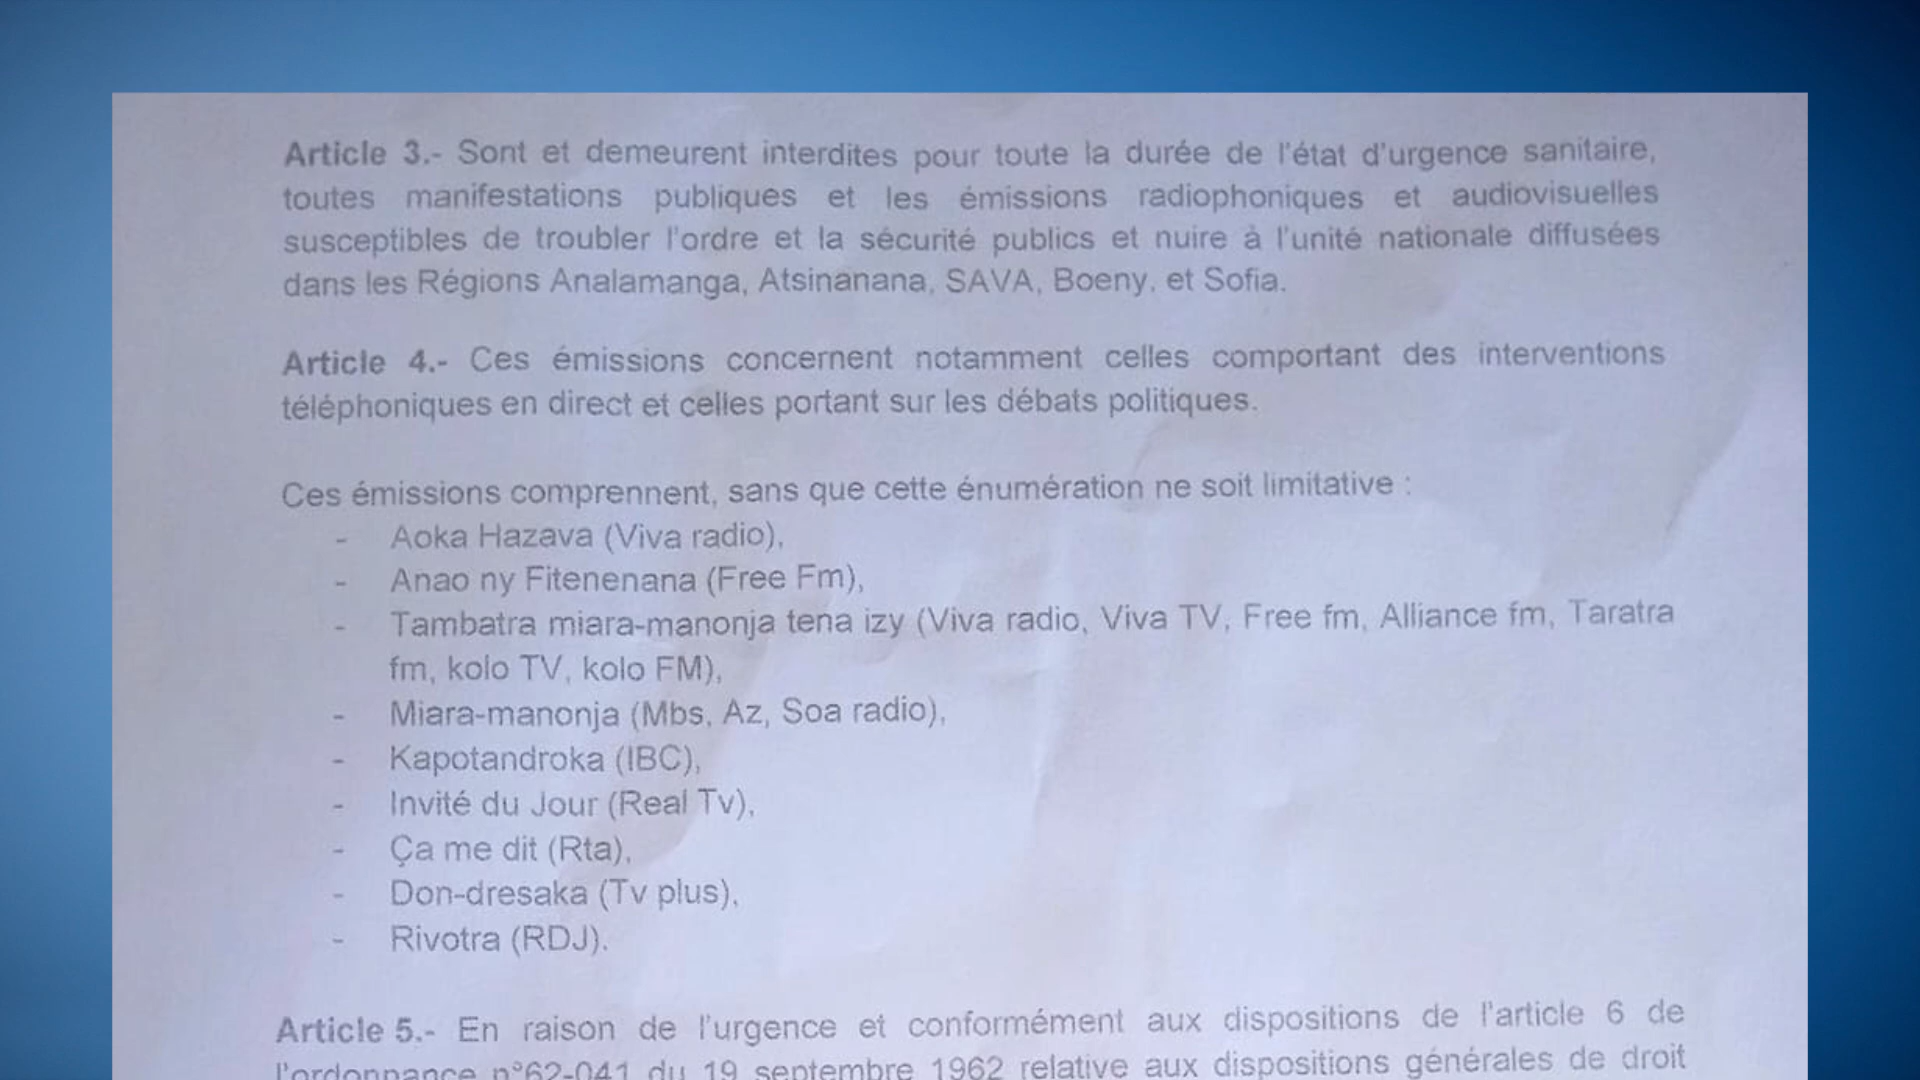 Article 3.- Sont et demeurent interdites pour toute la durée de l'état d'urgence sanitaire,
toutes manifestations publiques et les émissions radiophoniques et audiovisuelles
susceptibles de troubler l'ordre et la sécurité publics et nuire à l'unité nationale diffusées
dans les Régions Analamanga, Atsinanana, SAVA, Boeny, et Sofia.
Article 4.- Ces émissions concernent notamment celles comportant des interventions
téléphoniques en direct et celles portant sur les débats politiques.
Ces émissions comprennent, sans que cette énumération ne soit limitative :
- Aoka Hazava (Viva radio),
- Anao ny Fitenenana (Free Fm),
- Tambatra miara-manonja tena izy (Viva radio, Viva TV, Free fm, Alliance fm, Taratra
fm, kolo TV, kolo FM),
- Miara-manonja (Mbs, Az, Soa radio),
- Kapotandroka (IBC),
- Invité du Jour (Real Tv),
- Ça me dit (Rta),
- Don-dresaka (Tv plus),
- Rivotra (RDJ).
Article 5.- En raison de l'urgence et conformément aux dispositions de l'article 6 de
l'ordonnance n°62-041 du 19 septembre 1962 relative aux dispositions générales de droit